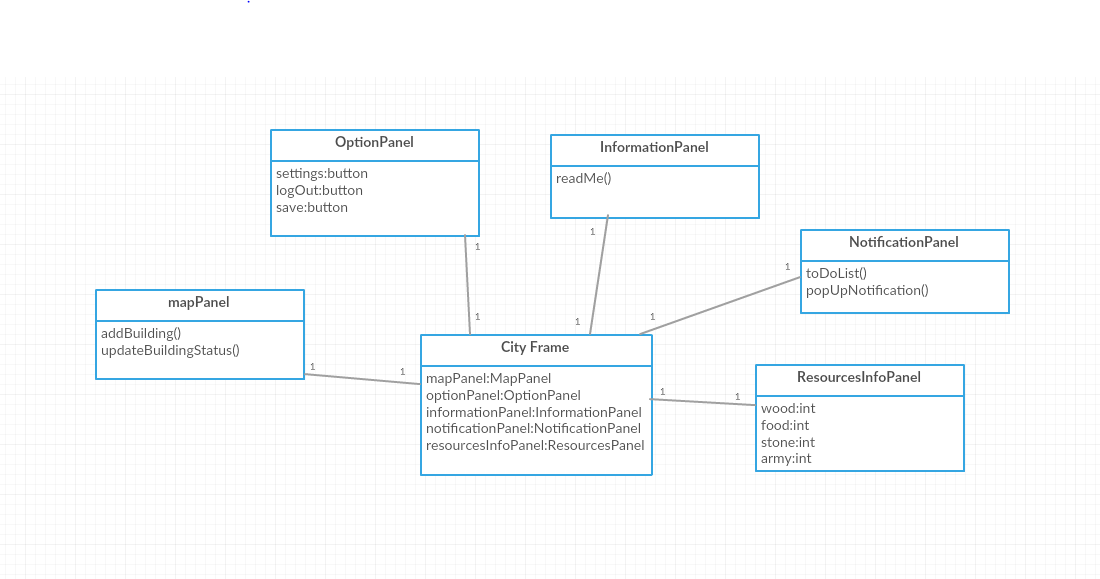 OptionPanel
settings:button
logOut:button
save:button
1
1
InformationPanel
readMe()
1
1
NotificationPanel
toDoList()
popUpNotification()
1
1
mapPanel
addBuilding()
updateBuildingStatus()
1
1
City Frame
mapPanel:MapPanel
optionPanel:OptionPanel
informationPanel:InformationPanel
notificationPanel:NotificationPanel
resourcesInfoPanel:ResourcesPanel
1
1
ResourcesInfoPanel
wood:int
food:int
stone:int
army:int